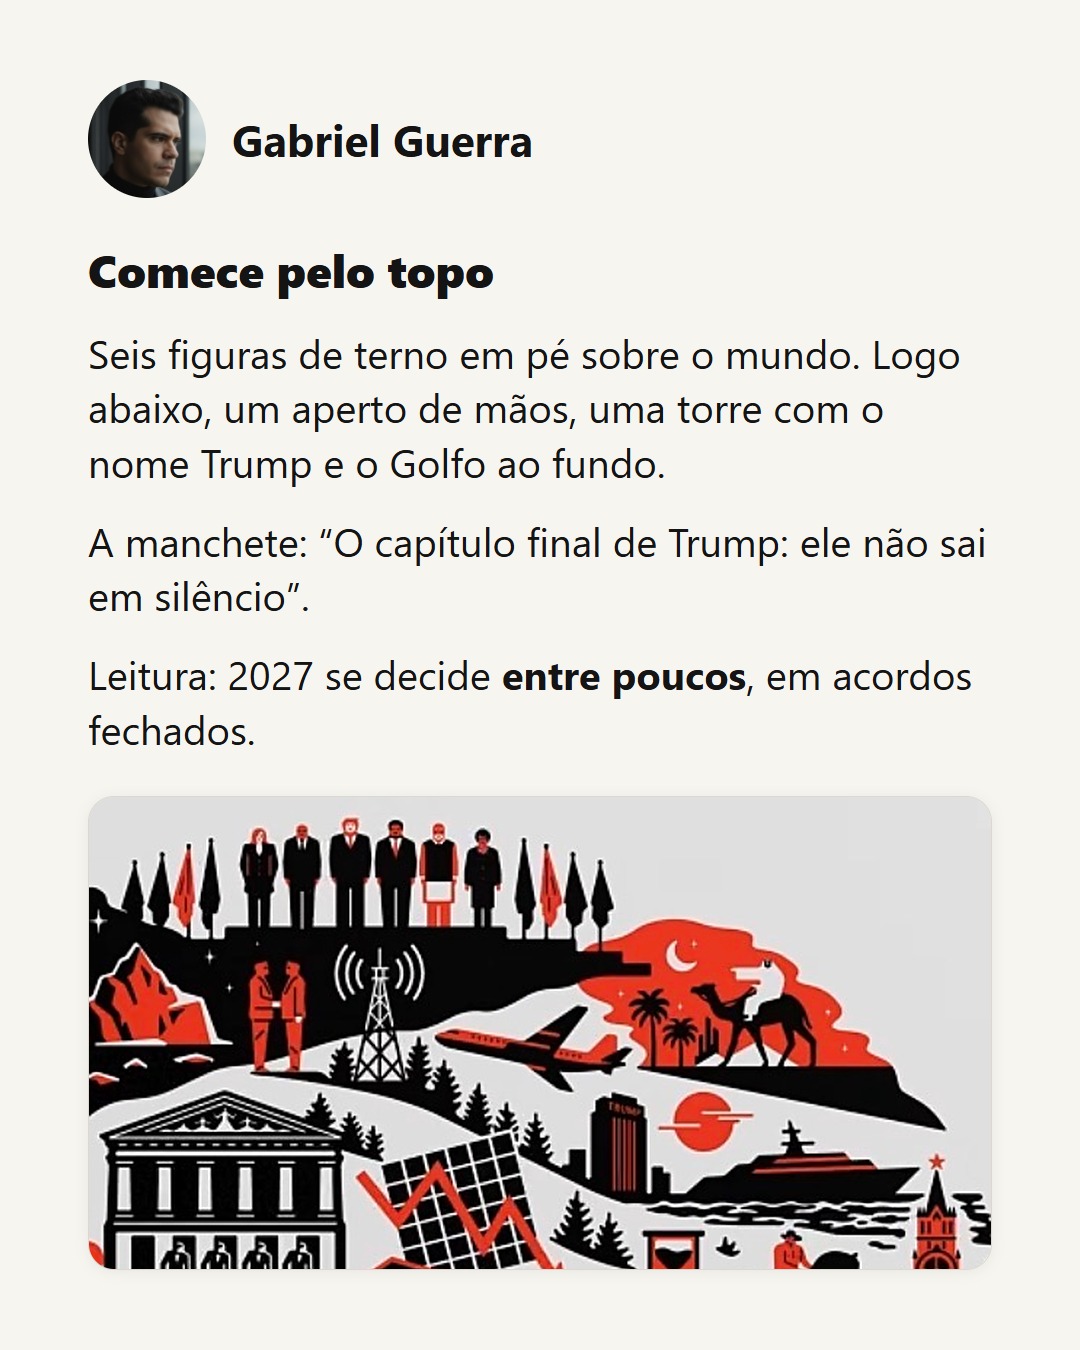 Gabriel Guerra
Comece pelo topo
Seis figuras de terno em pé sobre o mundo. Logo
abaixo, um aperto de mãos, uma torre com o
nome Trump e o Golfo ao fundo.
A manchete: “O capítulo final de Trump: ele não sai
em silêncio”.
Leitura: 2027 se decide entre poucos, em acordos
fechados.
TRUMP